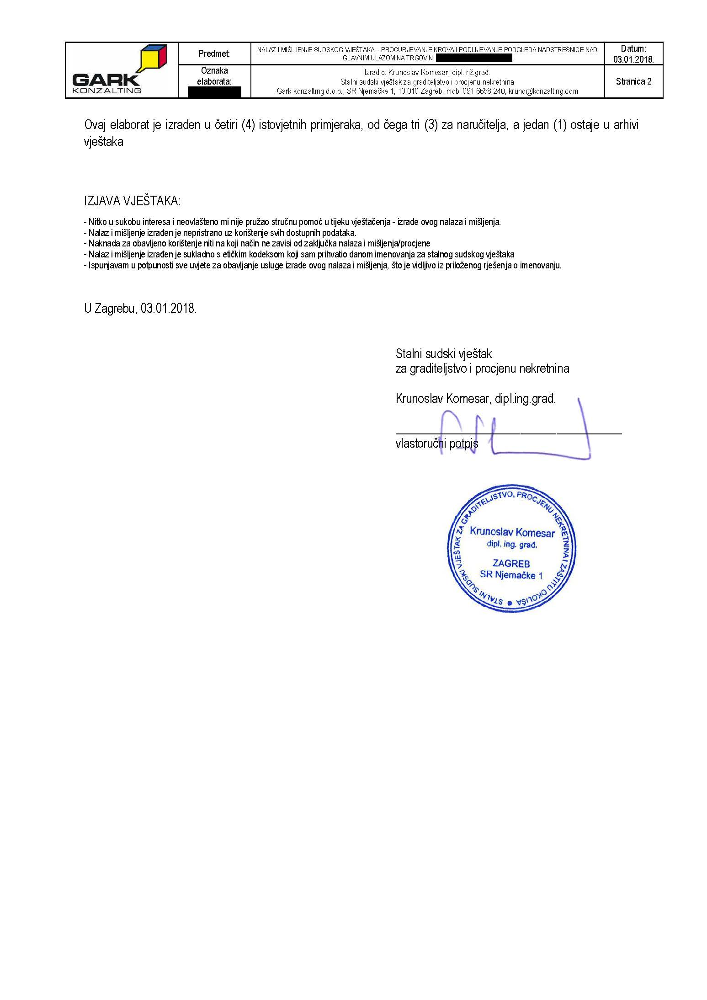 GARK
KONZALTING
Predmet:
NALAZ I MIŠLJENJE SUDSKOG VJEŠTAKA – PROCURJEVANJE KROVA I PODLIJEVANJE PODGLEDA NADSTREŠNICE NAD
GLAVNIM ULAZOM NA TRGOVINI
Datum:
03.01.2018.
Oznaka
elaborata:
Izradio: Krunoslav Komesar, dipl.inž.građ.
Stalni sudski vještak za graditeljstvo i procjenu nekretnina
Gark konzalting d.o.o., SR Njemačke 1, 10 010 Zagreb, mob: 091 6658 240, kruno@konzalting.com
Stranica 2
Ovaj elaborat je izrađen u četiri (4) istovjetnih primjeraka, od čega tri (3) za naručitelja, a jedan (1) ostaje u arhivi
vještaka
IZJAVA VJEŠTAKA:
- Nitko u sukobu interesa i neovlašteno mi nije pružao stručnu pomoć u tijeku vještačenja - izrade ovog nalaza i mišljenja.
- Nalaz i mišljenje izrađen je nepristrano uz korištenje svih dostupnih podataka.
- Naknada za obavljeno korištenje niti na koji način ne zavisi od zaključka nalaza i mišljenja/procjene
- Nalaz i mišljenje izrađen je sukladno s etičkim kodeksom koji sam prihvatio danom imenovanja za stalnog sudskog vještaka
- Ispunjavam u potpunosti sve uvjete za obavljanje usluge izrade ovog nalaza i mišljenja, što je vidljivo iz priloženog rješenja o imenovanju.
U Zagrebu, 03.01.2018.
Stalni sudski vještak
za graditeljstvo i procjenu nekretnina
Krunoslav Komesar, dipl.ing.građ.
vlastoručni potpis
STALNI SUDSKI VJEŠTAK ZA GRADITELJSTVO, PROCJENU NEKRETNINA I ZAŠTITU OKOLIŠA
Krunoslav Komesar
dipl. ing. građ.
ZAGREB
SR Njemačke 1